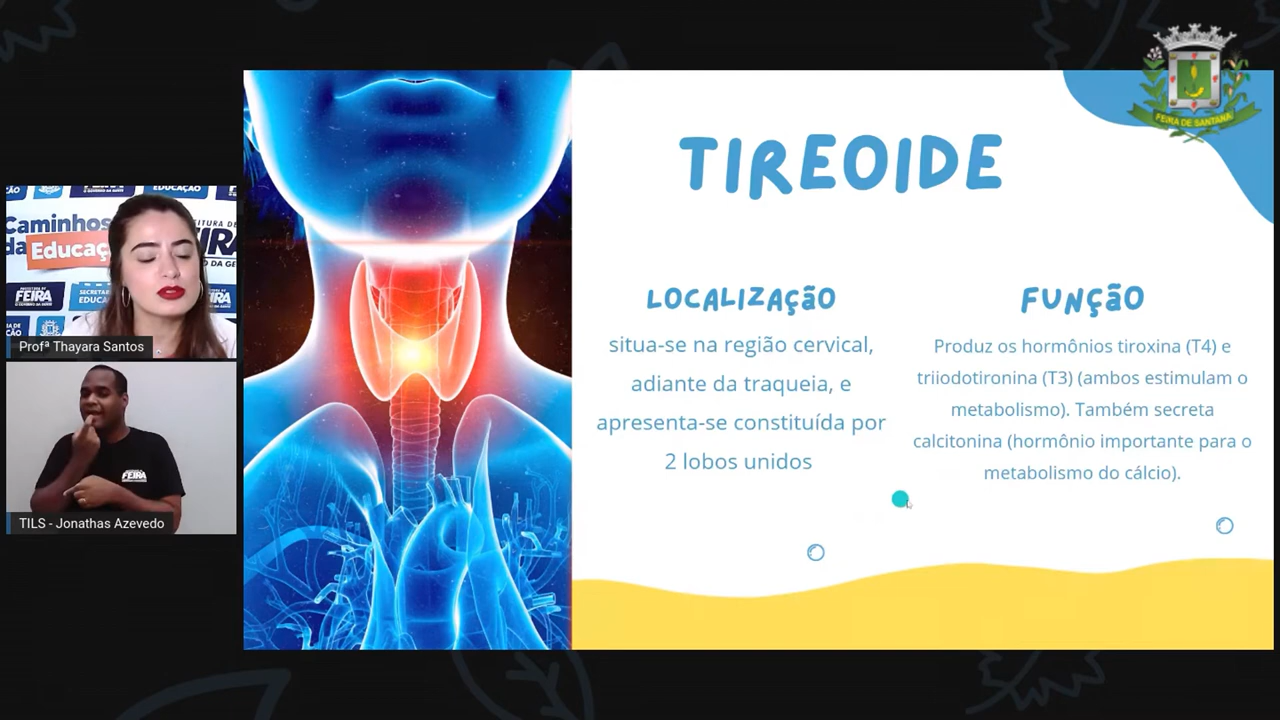 FEIRA DE SANTANA
TIREOIDE
LOCALIZAÇÃO
situa-se na região cervical,
adiante da traqueia, e
apresenta-se constituída por
2 lobos unidos
FUNÇÃO
Produz os hormônios tiroxina (T4) e
triiodotironina (T3) (ambos estimulam o
metabolismo). Também secreta
calcitonina (hormônio importante para o
metabolismo do cálcio).
EDUCAÇÃO
Caminhos
da Educaç
FEIRA
Profª Thayara Santos
FEIRA
TILS - Jonathas Azevedo